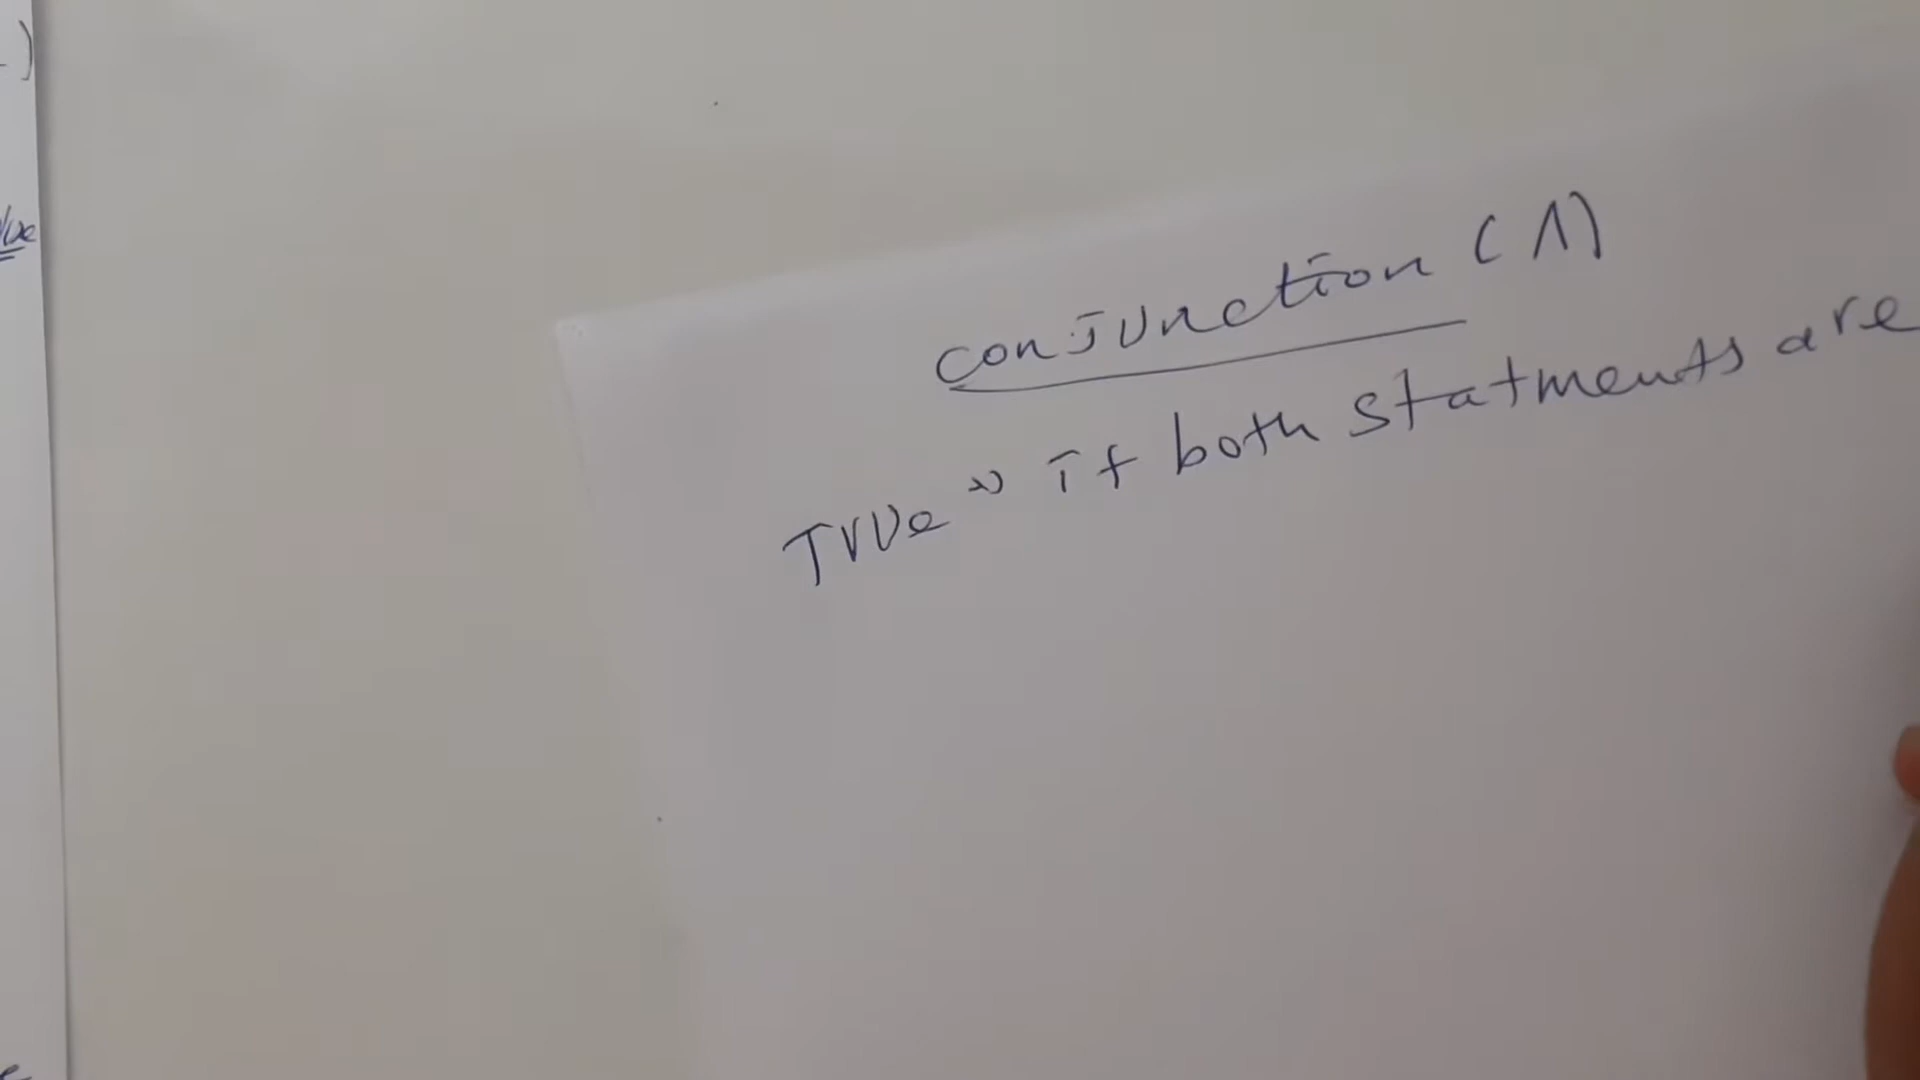 conjunction (Λ)
True → if both statments are